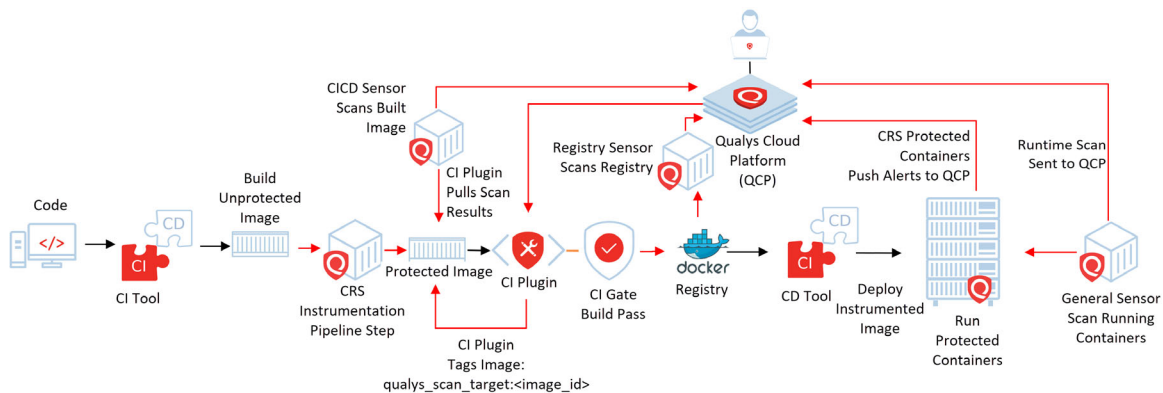 Code
</>
CI
CD
CI Tool
Build
Unprotected
Image
CRS
Instrumentation
Pipeline Step
CICD Sensor
Scans Built
Image
CI Plugin
Pulls Scan
Results
Protected Image
CI Plugin
CI Plugin
Tags Image:
qualys_scan_target:<image_id>
CI Gate
Build Pass
Registry Sensor
Scans Registry
Qualys Cloud
Platform
(QCP)
docker
Registry
CI
CD
CD Tool
Deploy
Instrumented
Image
CRS Protected
Containers
Push Alerts to QCP
Run
Protected
Containers
Runtime Scan
Sent to QCP
General Sensor
Scan Running
Containers